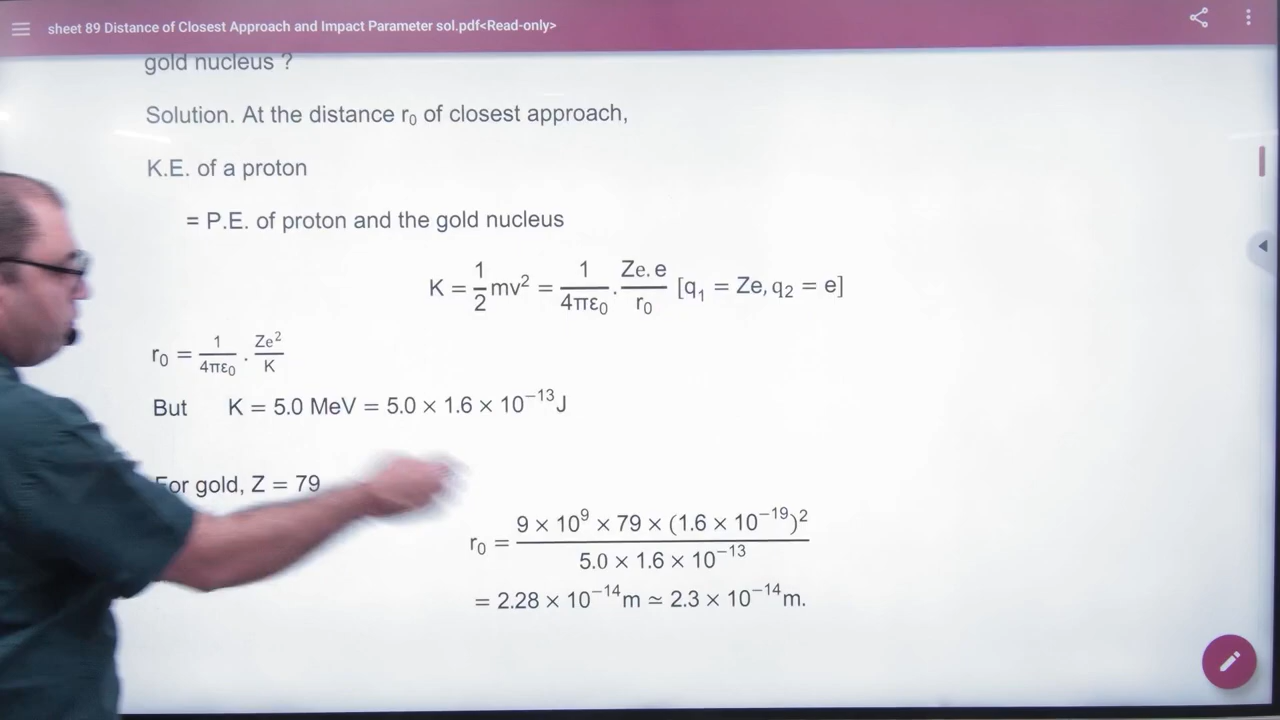 sheet 89 Distance of Closest Approach and Impact Parameter sol.pdf<Read-only>
gold nucleus ?
Solution. At the distance r₀ of closest approach,
K.E. of a proton
= P.E. of proton and the gold nucleus
K = 1/2 mv² = 1/4πε₀ . Ze. e/r₀ [q₁ = Ze, q₂ = e]
r₀ = 1/4πε₀ . Ze²/K
But K = 5.0 MeV = 5.0 × 1.6 × 10⁻¹³J
For gold, Z = 79
r₀ = 9 × 10⁹ × 79 × (1.6 × 10⁻¹⁹)²/5.0 × 1.6 × 10⁻¹³
= 2.28 × 10⁻¹⁴m ≃ 2.3 × 10⁻¹⁴m.